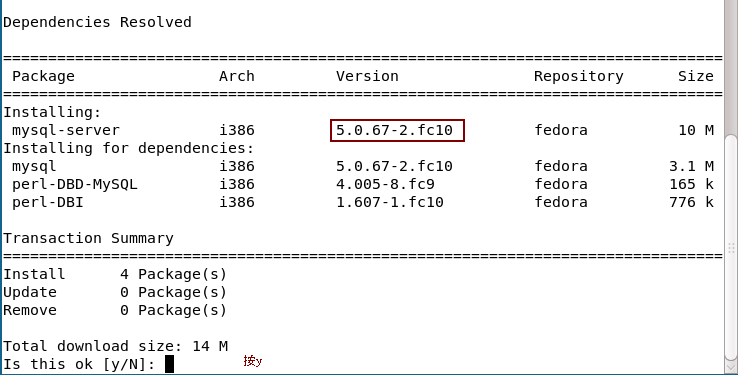 Dependencies Resolved
================================================================================
Package Arch Version Repository Size
================================================================================
Installing:
mysql-server i386 5.0.67-2.fc10 fedora 10 M
Installing for dependencies:
mysql i386 5.0.67-2.fc10 fedora 3.1 M
perl-DBD-MySQL i386 4.005-8.fc9 fedora 165 k
perl-DBI i386 1.607-1.fc10 fedora 776 k
Transaction Summary
================================================================================
Install 4 Package(s)
Update 0 Package(s)
Remove 0 Package(s)
Total download size: 14 M
Is this ok [y/N]: 按y